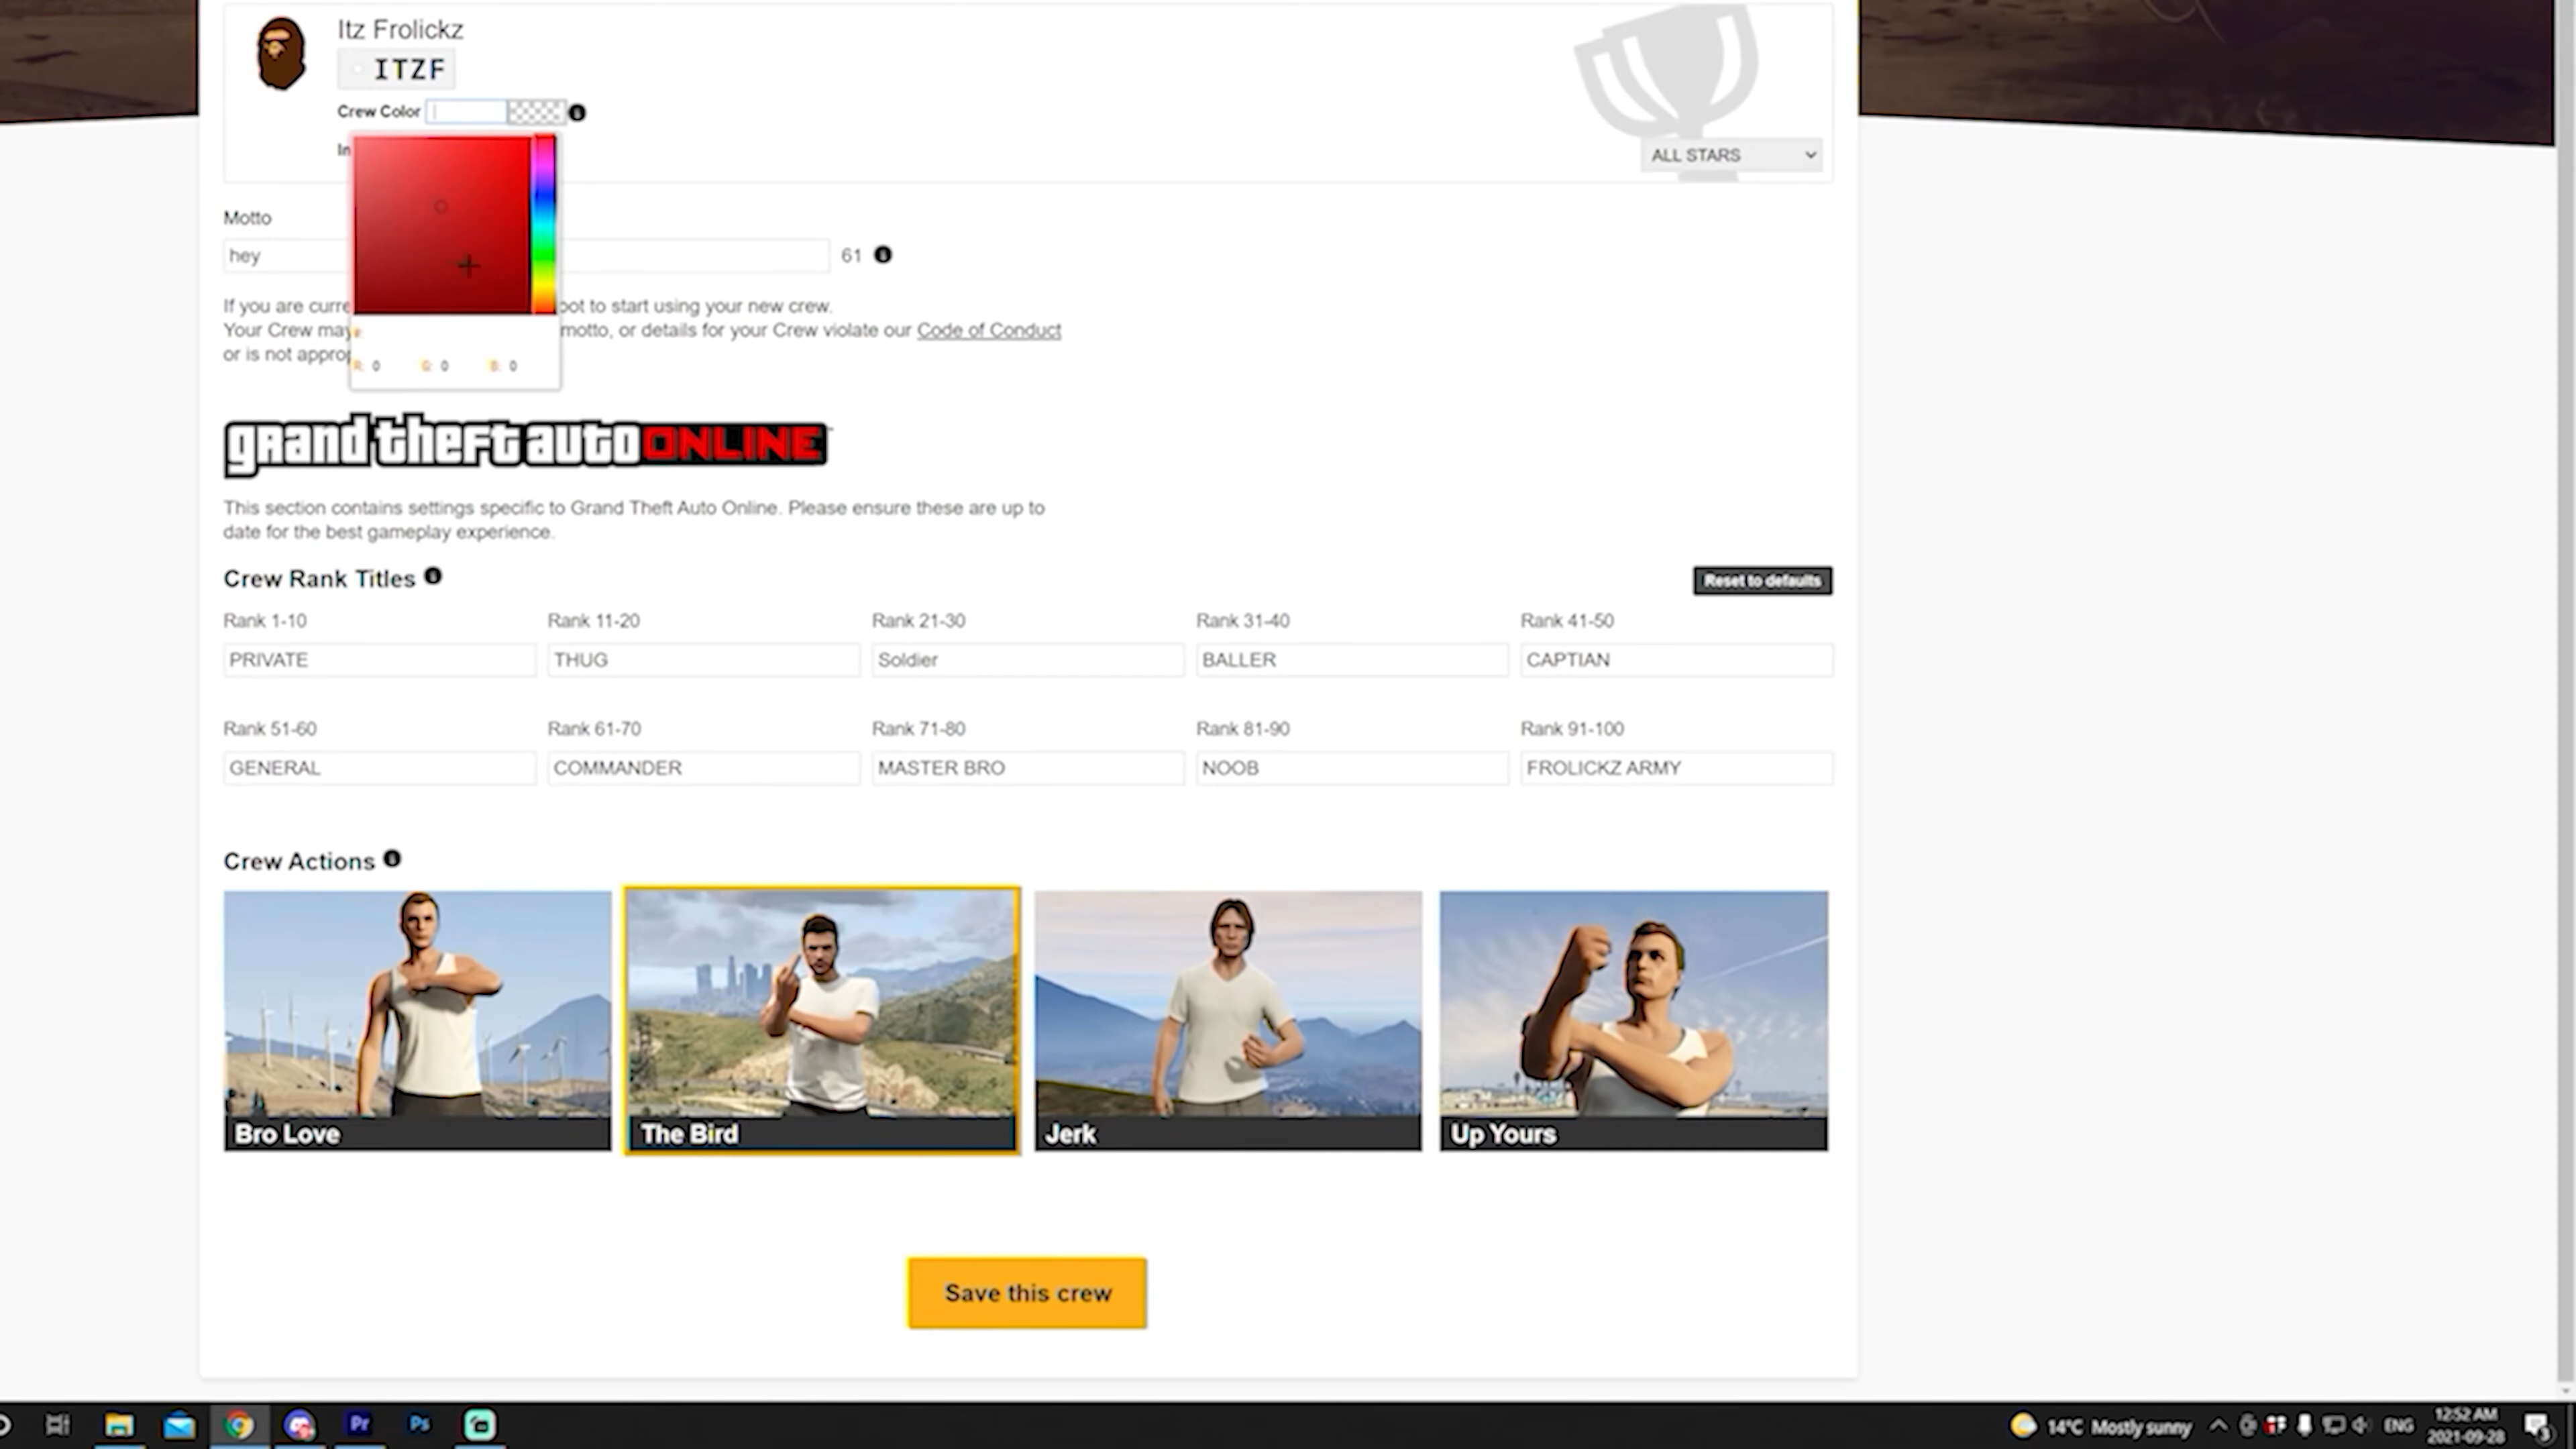 Itz Frolickz
ITZF
Crew Color
In
ALL STARS
Motto
hey
61
If you are curre oot to start using your new crew.
Your Crew may motto, or details for your Crew violate our Code of Conduct
or is not approp
R: 0 G: 0 B: 0
grand theft auto ONLINE
This section contains settings specific to Grand Theft Auto Online. Please ensure these are up to
date for the best gameplay experience.
Crew Rank Titles
Reset to defaults
Rank 1-10 Rank 11-20 Rank 21-30 Rank 31-40 Rank 41-50
PRIVATE THUG Soldier BALLER CAPTIAN
Rank 51-60 Rank 61-70 Rank 71-80 Rank 81-90 Rank 91-100
GENERAL COMMANDER MASTER BRO NOOB FROLICKZ ARMY
Crew Actions
Bro Love The Bird Jerk Up Yours
Save this crew
Pr Ps
14°C Mostly sunny ENG
12:52 AM
2021-09-28
3